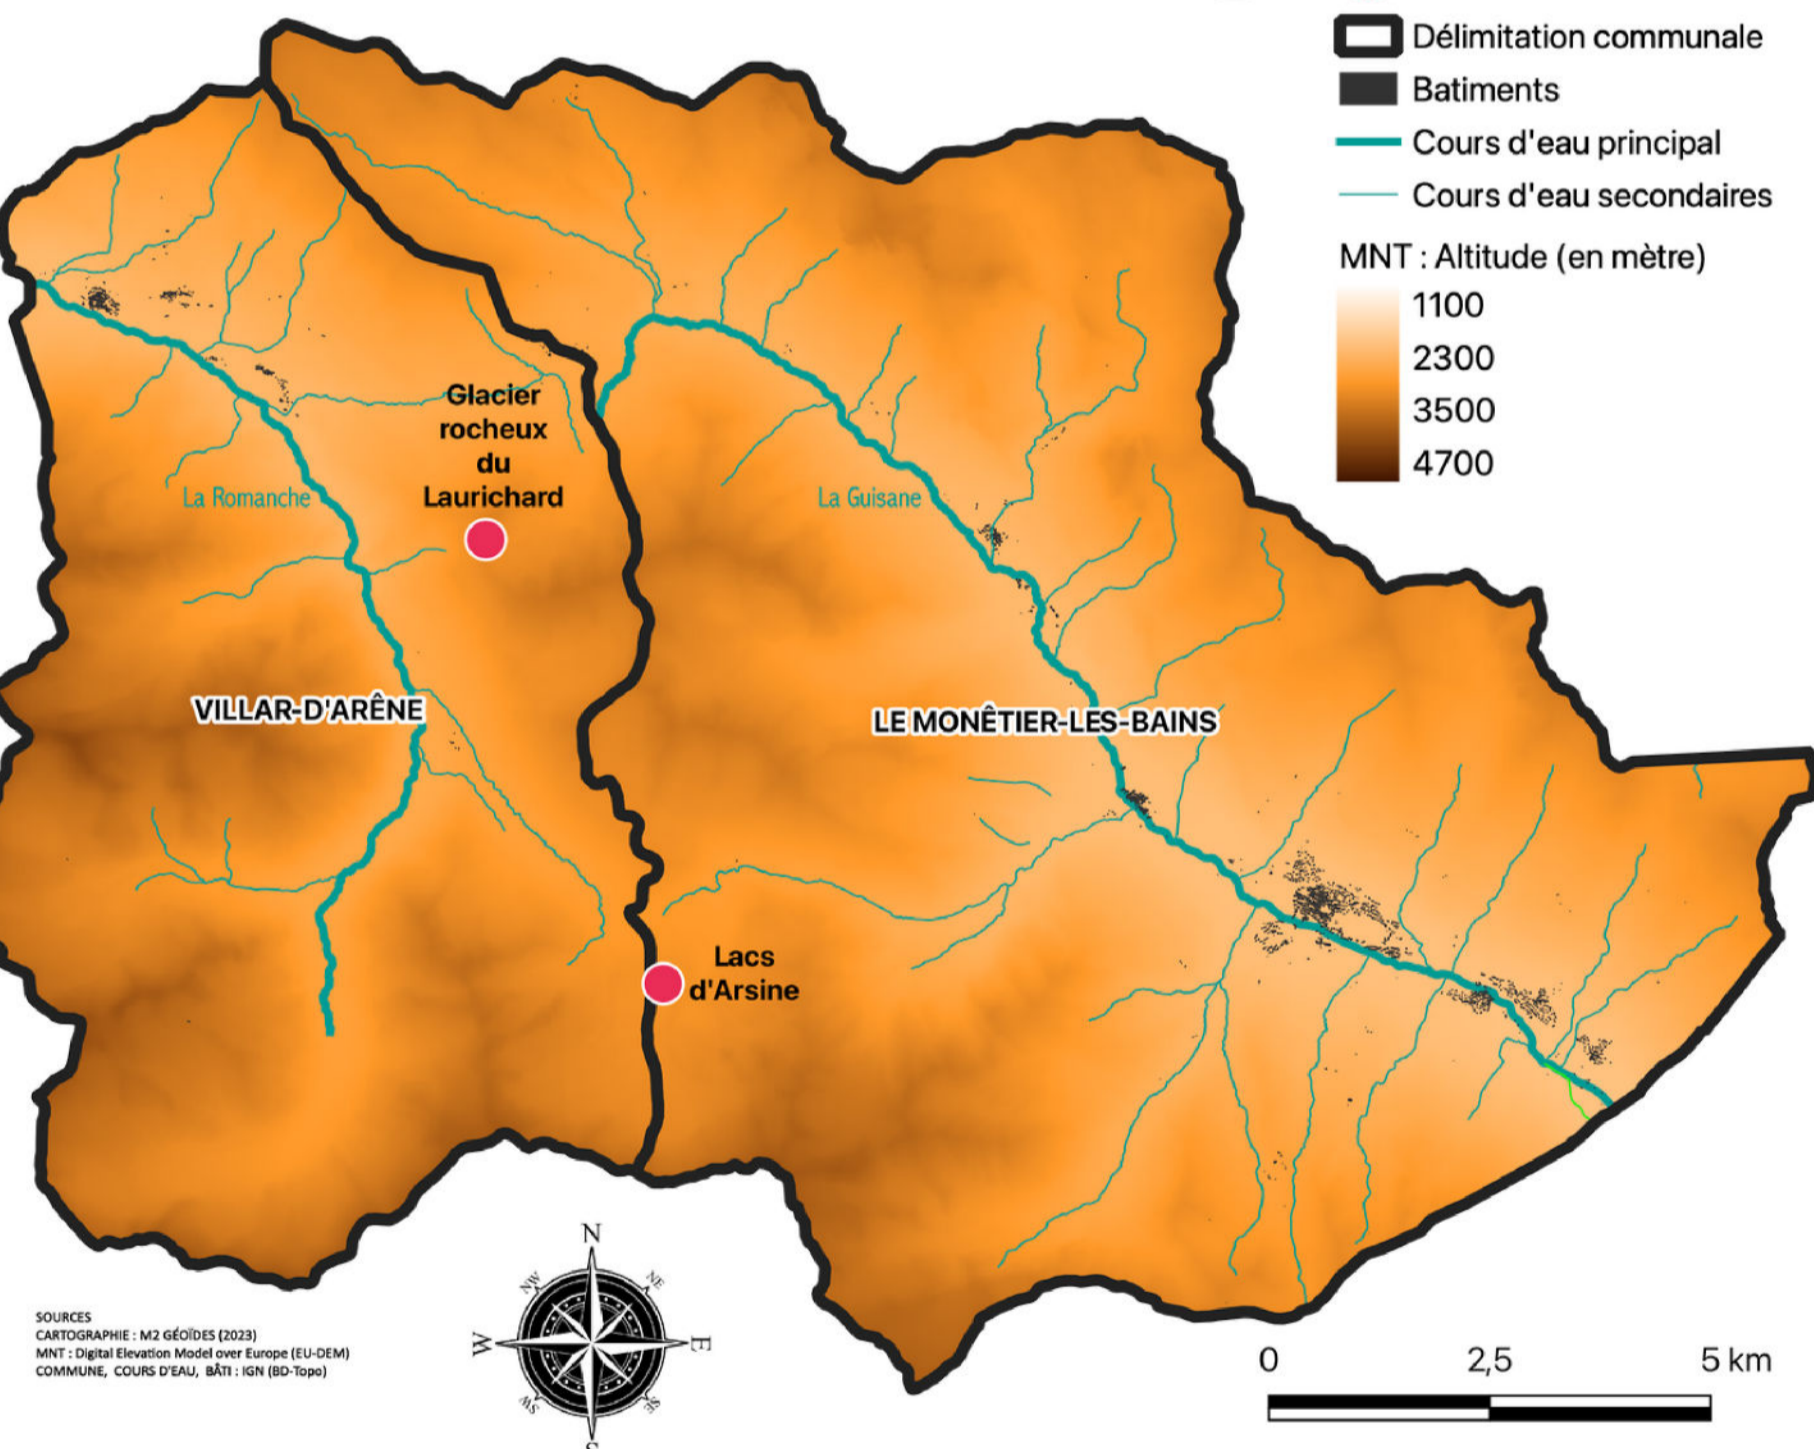 Délimitation communale
Batiments
Cours d'eau principal
Cours d'eau secondaires
MNT : Altitude (en mètre)
1100
2300
3500
4700
Glacier
rocheux
du
Laurichard
La Romanche
La Guisane
VILLAR-D'ARÊNE
LE MONÊTIER-LES-BAINS
Lacs
d'Arsine
N
NW
NE
W
E
SW
SE
S
SOURCES
CARTOGRAPHIE : M2 GÉOÏDES (2023)
MNT : Digital Elevation Model over Europe (EU-DEM)
COMMUNE, COURS D'EAU, BÂTI : IGN (BD-Topo)
0
2,5
5 km